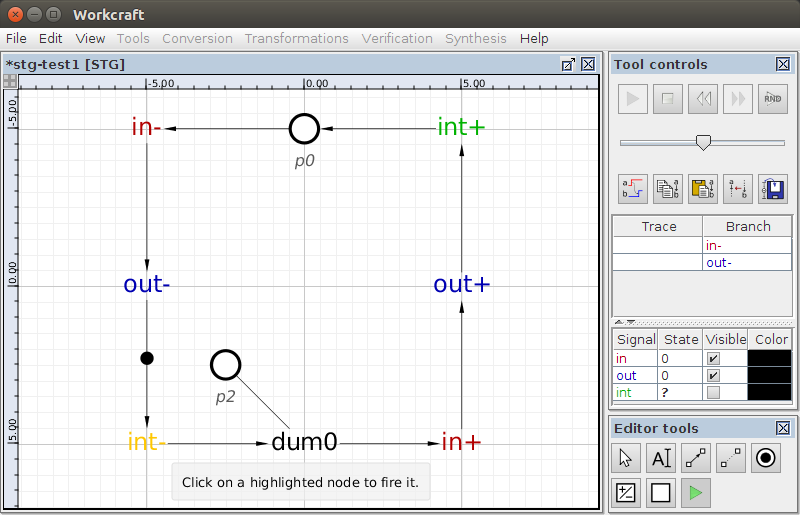 Workcraft
File Edit View Tools Conversion Transformations Verification Synthesis Help
*stg-test1 [STG]
-5.00 0.00 5.00
-5.00
0.00
5.00
in- int+
p0
out- out+
p2
int- dum0 in+
Click on a highlighted node to fire it.
Tool controls
RND
a b
a b
a b
a b
Trace Branch
in-
out-
Signal State Visible Color
in 0
out 0
int ?
Editor tools
A